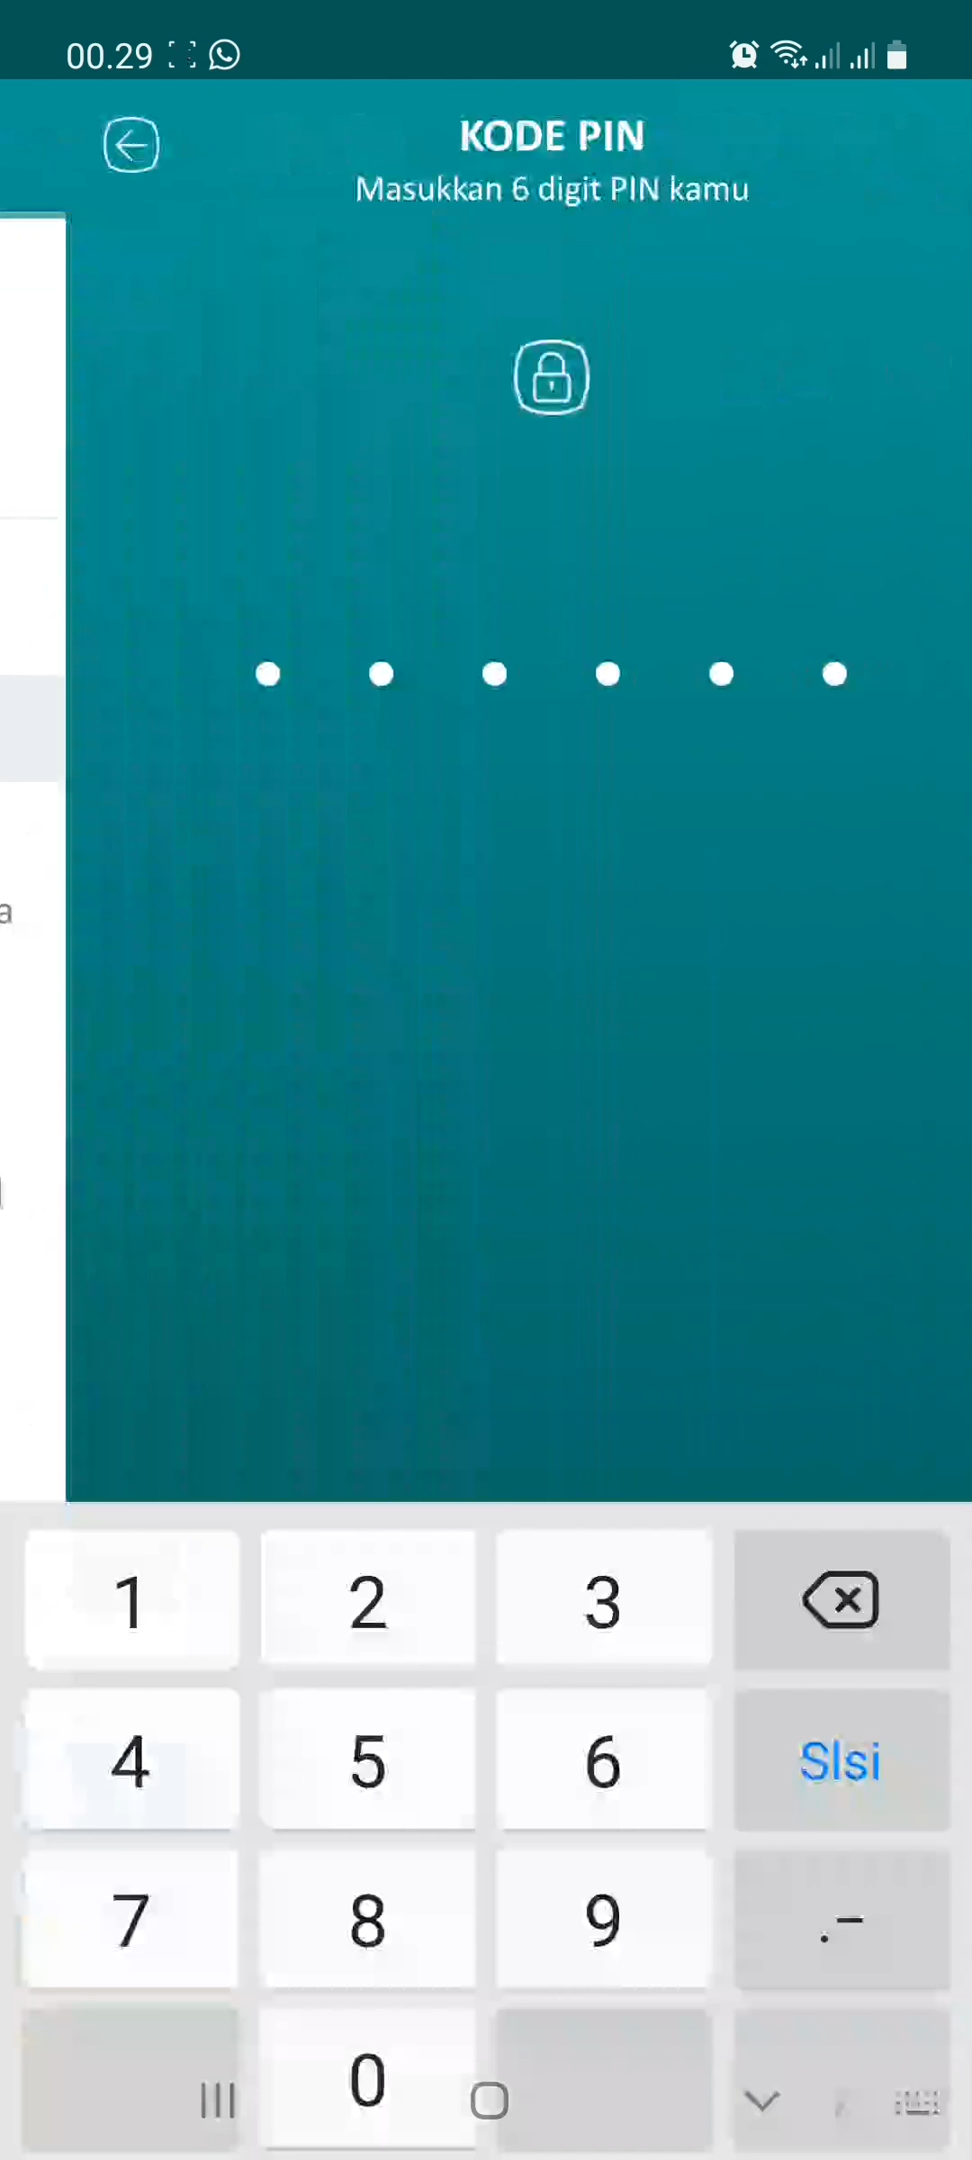 00.29
KODE PIN
Masukkan 6 digit PIN kamu
a
1 2 3
4 5 6 Slsi
7 8 9 .-
0